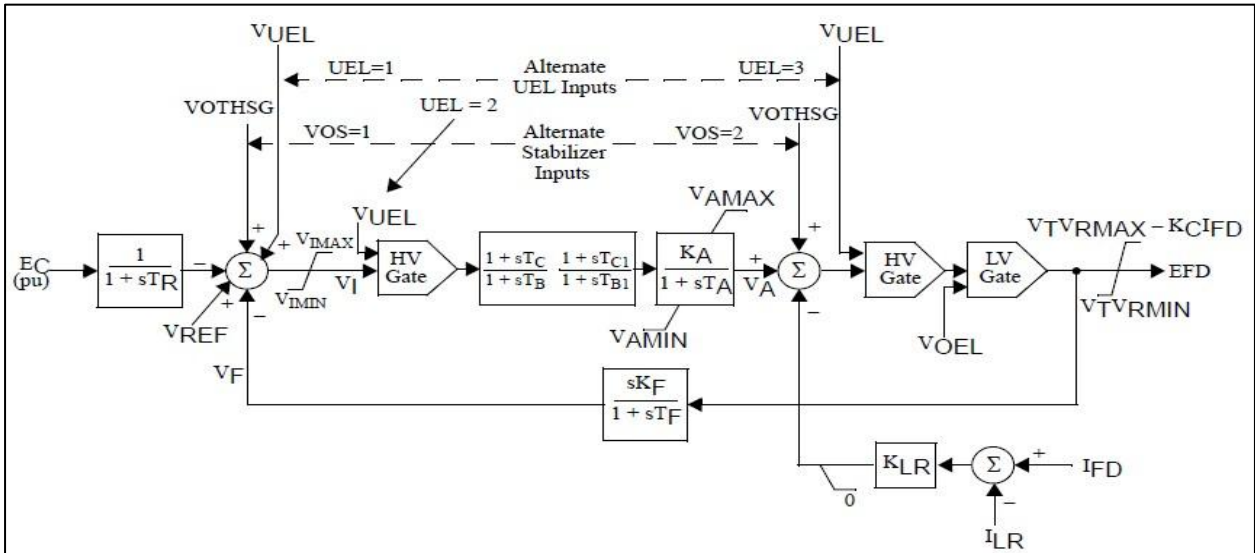 VUEL
VUEL
UEL=1
Alternate
UEL Inputs
UEL=3
VOTHSG
UEL = 2
VOTHSG
VOS=1
Alternate
Stabilizer
Inputs
VOS=2
VUEL
VAMAX
VTVRMAX – KCIFD
EC
(pu)
1
1 + sTR
–
+
+
Σ
+
–
VREF
VIMAX
VIMIN
VI
HV
Gate
1 + sTC
1 + sTB
1 + sTC1
1 + sTB1
KA
1 + sTA
VAMIN
+
VA
+
Σ
–
HV
Gate
LV
Gate
VOEL
EFD
VTVRMIN
VF
sKF
1 + sTF
0
KLR
Σ
+
–
IFD
ILR